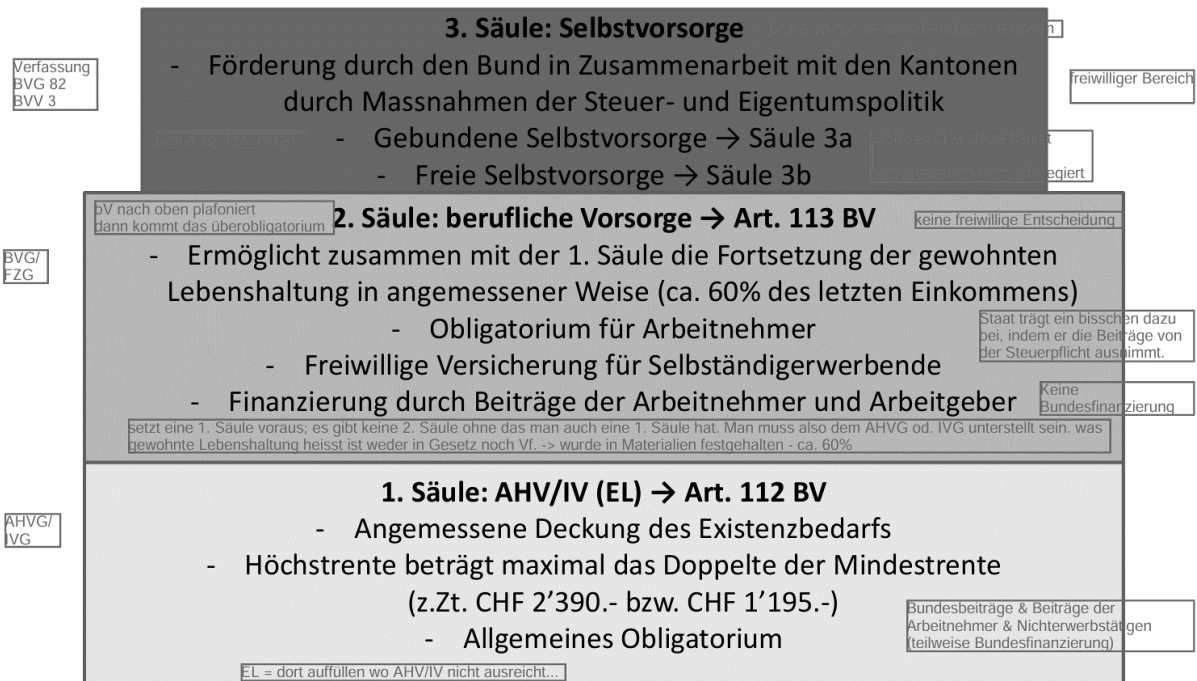 3. Säule: Selbstvorsorge
- Förderung durch den Bund in Zusammenarbeit mit den Kantonen
durch Massnahmen der Steuer- und Eigentumspolitik
- Gebundene Selbstvorsorge → Säule 3a
- Freie Selbstvorsorge → Säule 3b
Verfassung
BVG 82
BVV 3
freiwilliger Bereich
bV nach oben plafoniert
dann kommt das überobligatorium
2. Säule: berufliche Vorsorge → Art. 113 BV
keine freiwillige Entscheidung
- Ermöglicht zusammen mit der 1. Säule die Fortsetzung der gewohnten
Lebenshaltung in angemessener Weise (ca. 60% des letzten Einkommens)
- Obligatorium für Arbeitnehmer
- Freiwillige Versicherung für Selbständigerwerbende
- Finanzierung durch Beiträge der Arbeitnehmer und Arbeitgeber
BVG/
FZG
Staat trägt ein bisschen dazu
bei, indem er die Beiträge von
der Steuerpflicht ausnimmt.
Keine
Bundesfinanzierung
setzt eine 1. Säule voraus; es gibt keine 2. Säule ohne das man auch eine 1. Säule hat. Man muss also dem AHVG od. IVG unterstellt sein. was
gewohnte Lebenshaltung heisst ist weder in Gesetz noch Vf. -> wurde in Materialien festgehalten - ca. 60%
1. Säule: AHV/IV (EL) → Art. 112 BV
- Angemessene Deckung des Existenzbedarfs
- Höchstrente beträgt maximal das Doppelte der Mindestrente
(z.Zt. CHF 2’390.- bzw. CHF 1’195.-)
- Allgemeines Obligatorium
AHVG/
IVG
Bundesbeiträge & Beiträge der
Arbeitnehmer & Nichterwerbstätigen
(teilweise Bundesfinanzierung)
EL = dort auffüllen wo AHV/IV nicht ausreicht...